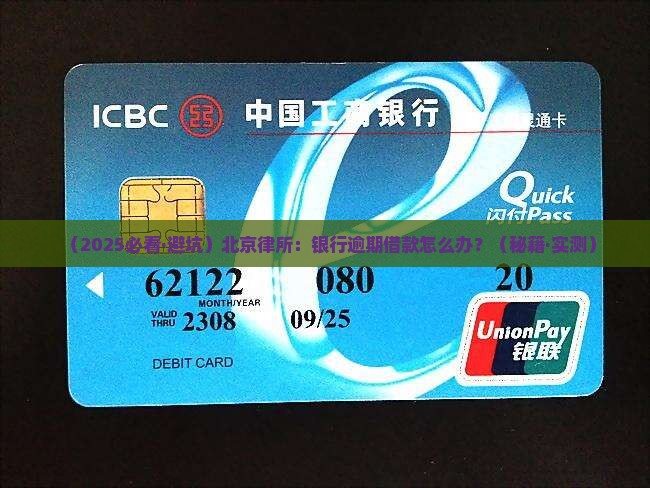 ICBC 中国工商银行
通卡
Quick
闪付Pass
（2025必看·避坑）北京律所：银行逾期借款怎么办？（秘籍·实测）
62122 080 20
MONTH/YEAR
VALID THRU 2308 09/25
UnionPay
银联
DEBIT CARD